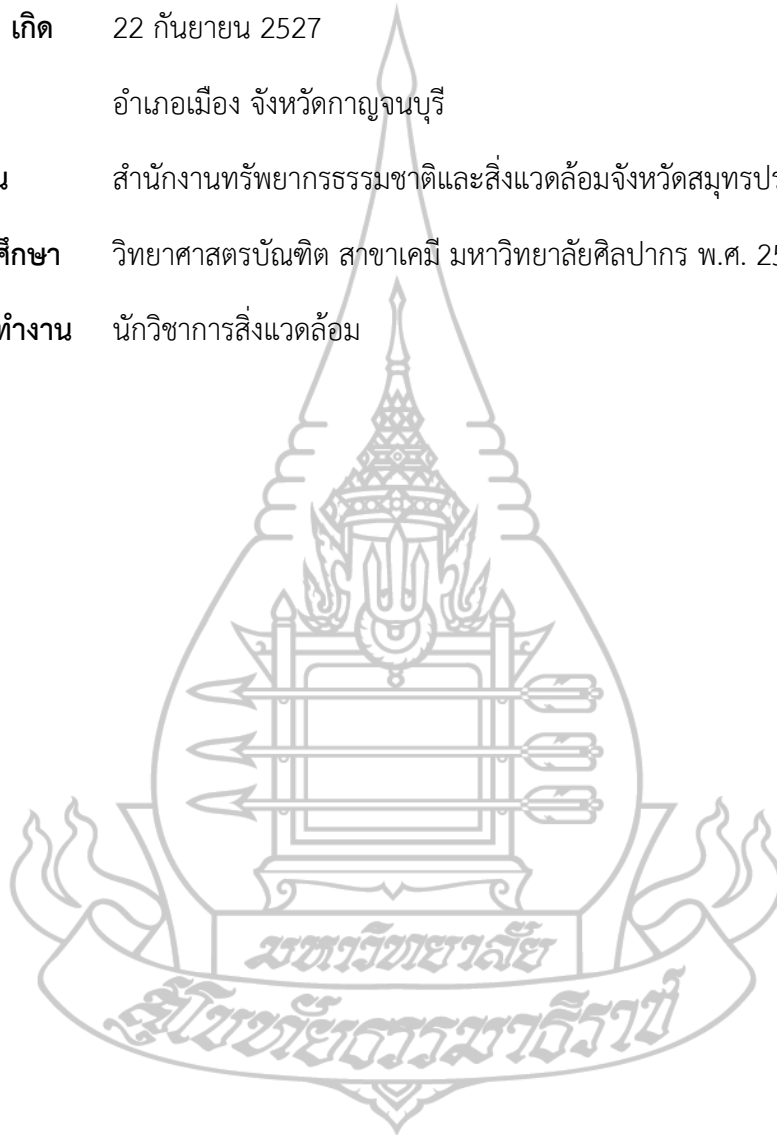 เกิด 22 กันยายน 2527
อำเภอเมือง จังหวัดกาญจนบุรี
สำนักงานทรัพยากรธรรมชาติและสิ่งแวดล้อมจังหวัดสมุทรปร
วิทยาศาสตรบัณฑิต สาขาเคมี มหาวิทยาลัยศิลปากร พ.ศ. 25
ทำงาน นักวิชาการสิ่งแวดล้อม
มหาวิทยาลัย
สุโขทัยธรรมาธิราช